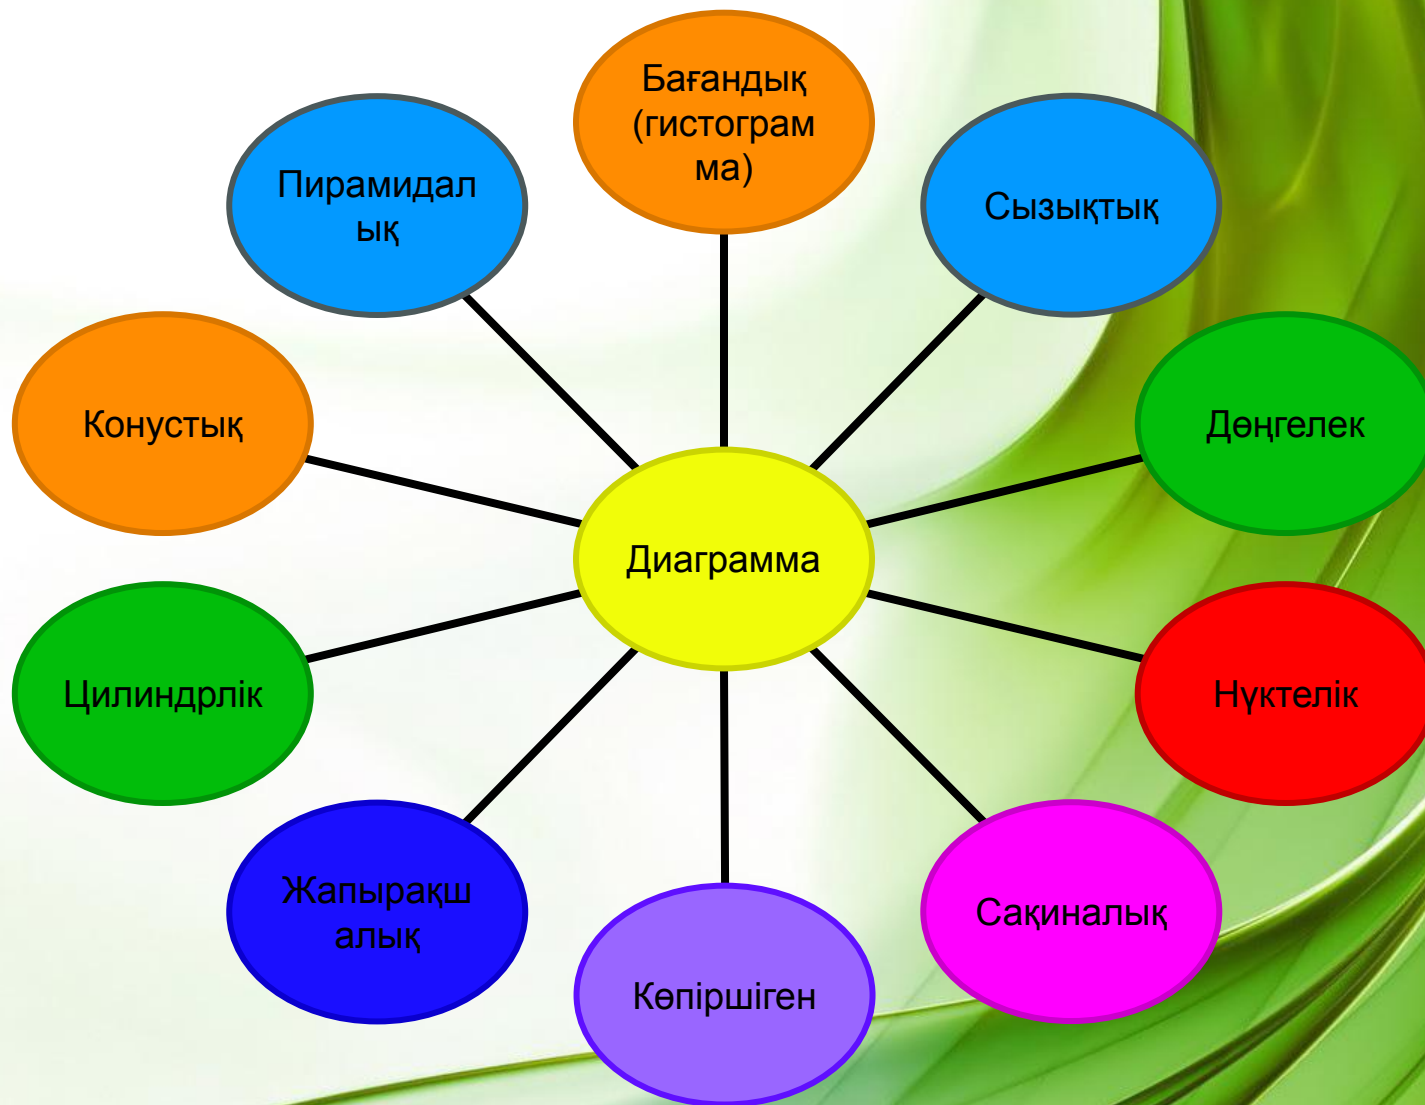 Бағандық
(гистограм
ма)
Сызықтық
Дөңгелек
Нүктелік
Сақиналық
Көпіршіген
Жапырақш
алық
Цилиндрлік
Конустық
Пирамидал
ық
Диаграмма